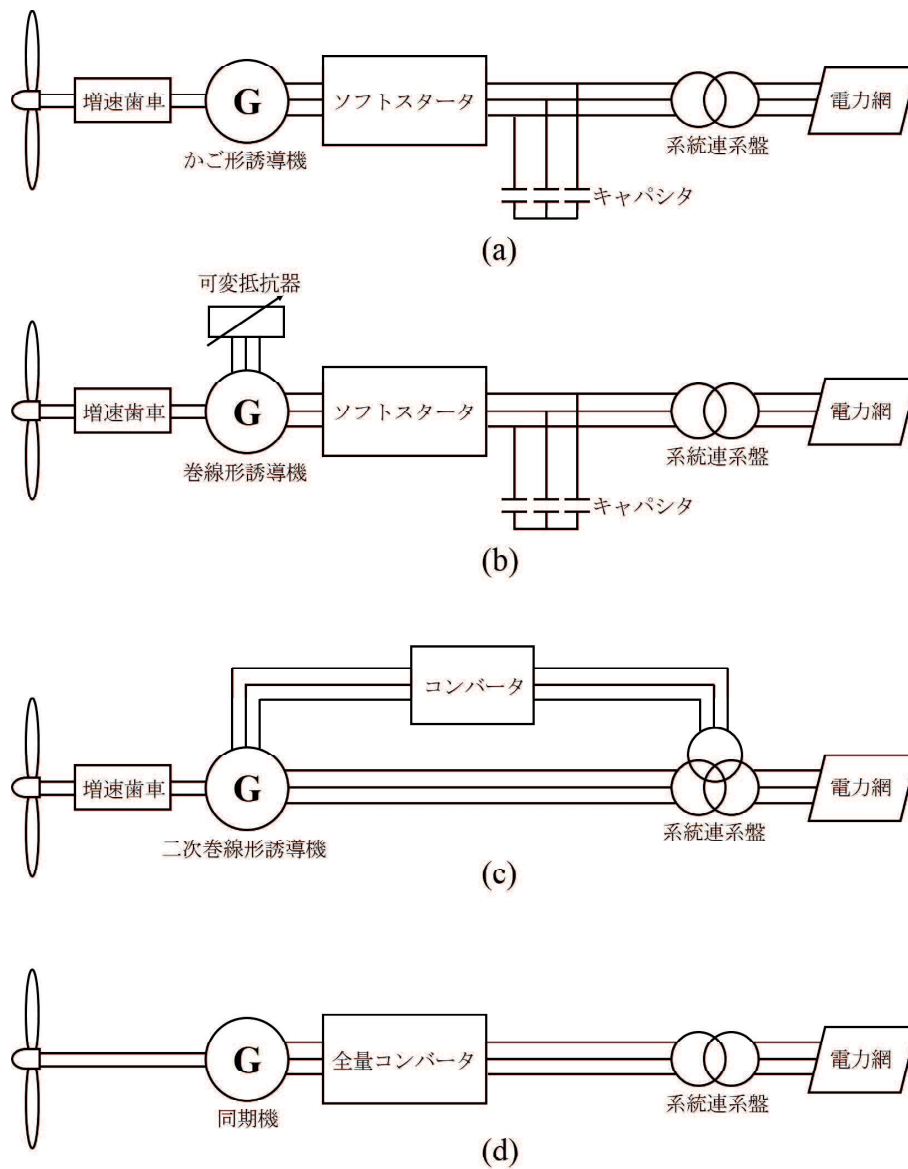 増速歯車
G
かご形誘導機
ソフトスタータ
キャパシタ
系統連系盤
電力網
(a)
可変抵抗器
増速歯車
G
巻線形誘導機
ソフトスタータ
キャパシタ
系統連系盤
電力網
(b)
コンバータ
増速歯車
G
二次巻線形誘導機
系統連系盤
電力網
(c)
G
同期機
全量コンバータ
系統連系盤
電力網
(d)